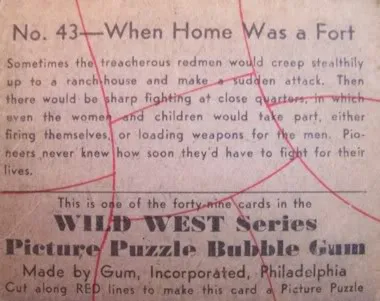 No. 43—When Home Was a Fort
Sometimes the treacherous redmen would creep stealthily
up to a ranch-house and make a sudden attack. Then
there would be sharp fighting at close quarters, in which
even the women and children would take part, either
firing themselves, or loading weapons for the men. Pio-
neers never knew how soon they'd have to fight for their
lives.
This is one of the forty-nine cards in the
WILD WEST Series
Picture Puzzle Bubble Gum
Made by Gum, Incorporated, Philadelphia
Cut along RED lines to make this card a Picture Puzzle